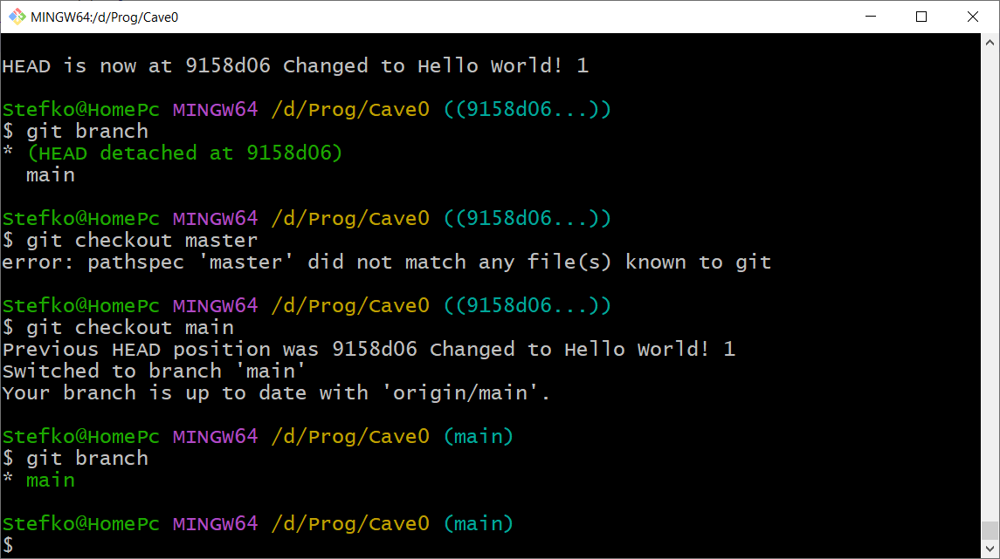 MINGW64:/d/Prog/Cave0
HEAD is now at 9158d06 Changed to Hello World! 1
Stefko@HomePc MINGW64 /d/Prog/Cave0 ((9158d06...))
$ git branch
* (HEAD detached at 9158d06)
  main
Stefko@HomePc MINGW64 /d/Prog/Cave0 ((9158d06...))
$ git checkout master
error: pathspec 'master' did not match any file(s) known to git
Stefko@HomePc MINGW64 /d/Prog/Cave0 ((9158d06...))
$ git checkout main
Previous HEAD position was 9158d06 Changed to Hello World! 1
Switched to branch 'main'
Your branch is up to date with 'origin/main'.
Stefko@HomePc MINGW64 /d/Prog/Cave0 (main)
$ git branch
* main
Stefko@HomePc MINGW64 /d/Prog/Cave0 (main)
$